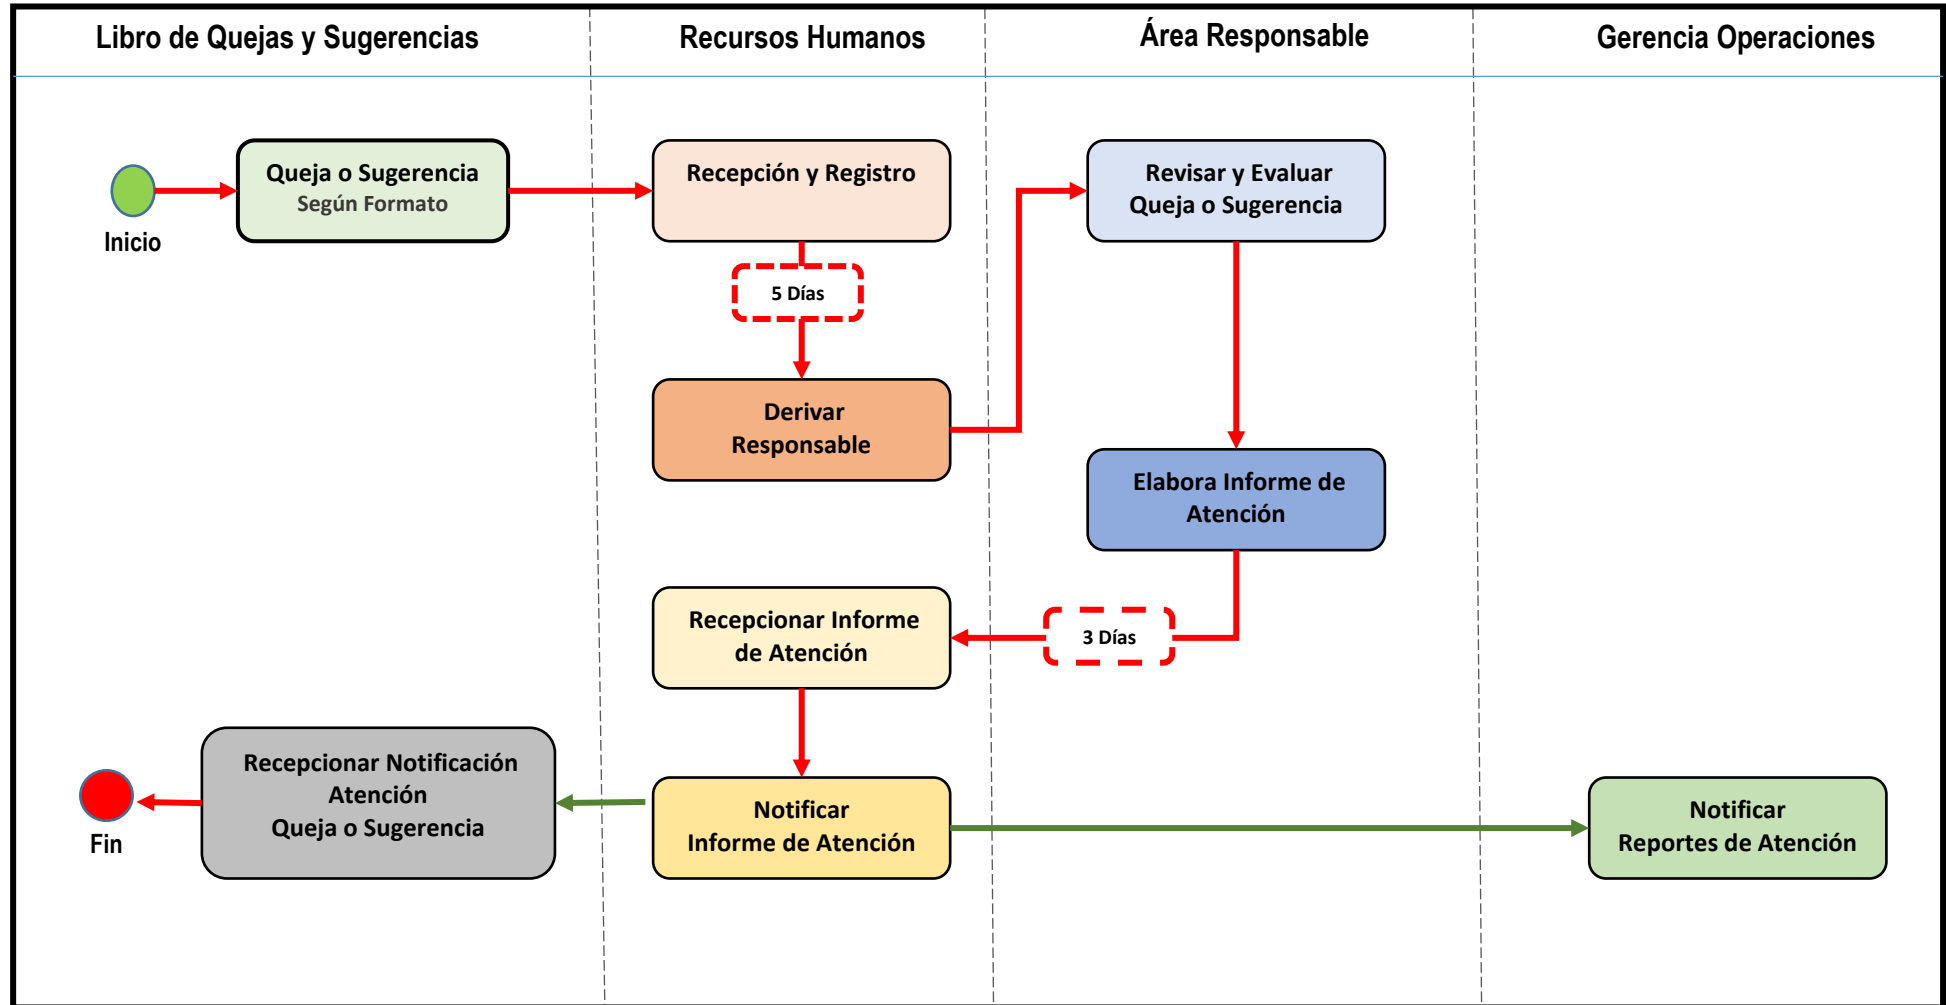 Libro de Quejas y Sugerencias
Recursos Humanos
Área Responsable
Gerencia Operaciones
Inicio
Queja o Sugerencia
Según Formato
Recepción y Registro
Revisar y Evaluar
Queja o Sugerencia
5 Días
Derivar
Responsable
Elabora Informe de
Atención
Recepcionar Informe
de Atención
3 Días
Fin
Recepcionar Notificación
Atención
Queja o Sugerencia
Notificar
Informe de Atención
Notificar
Reportes de Atención